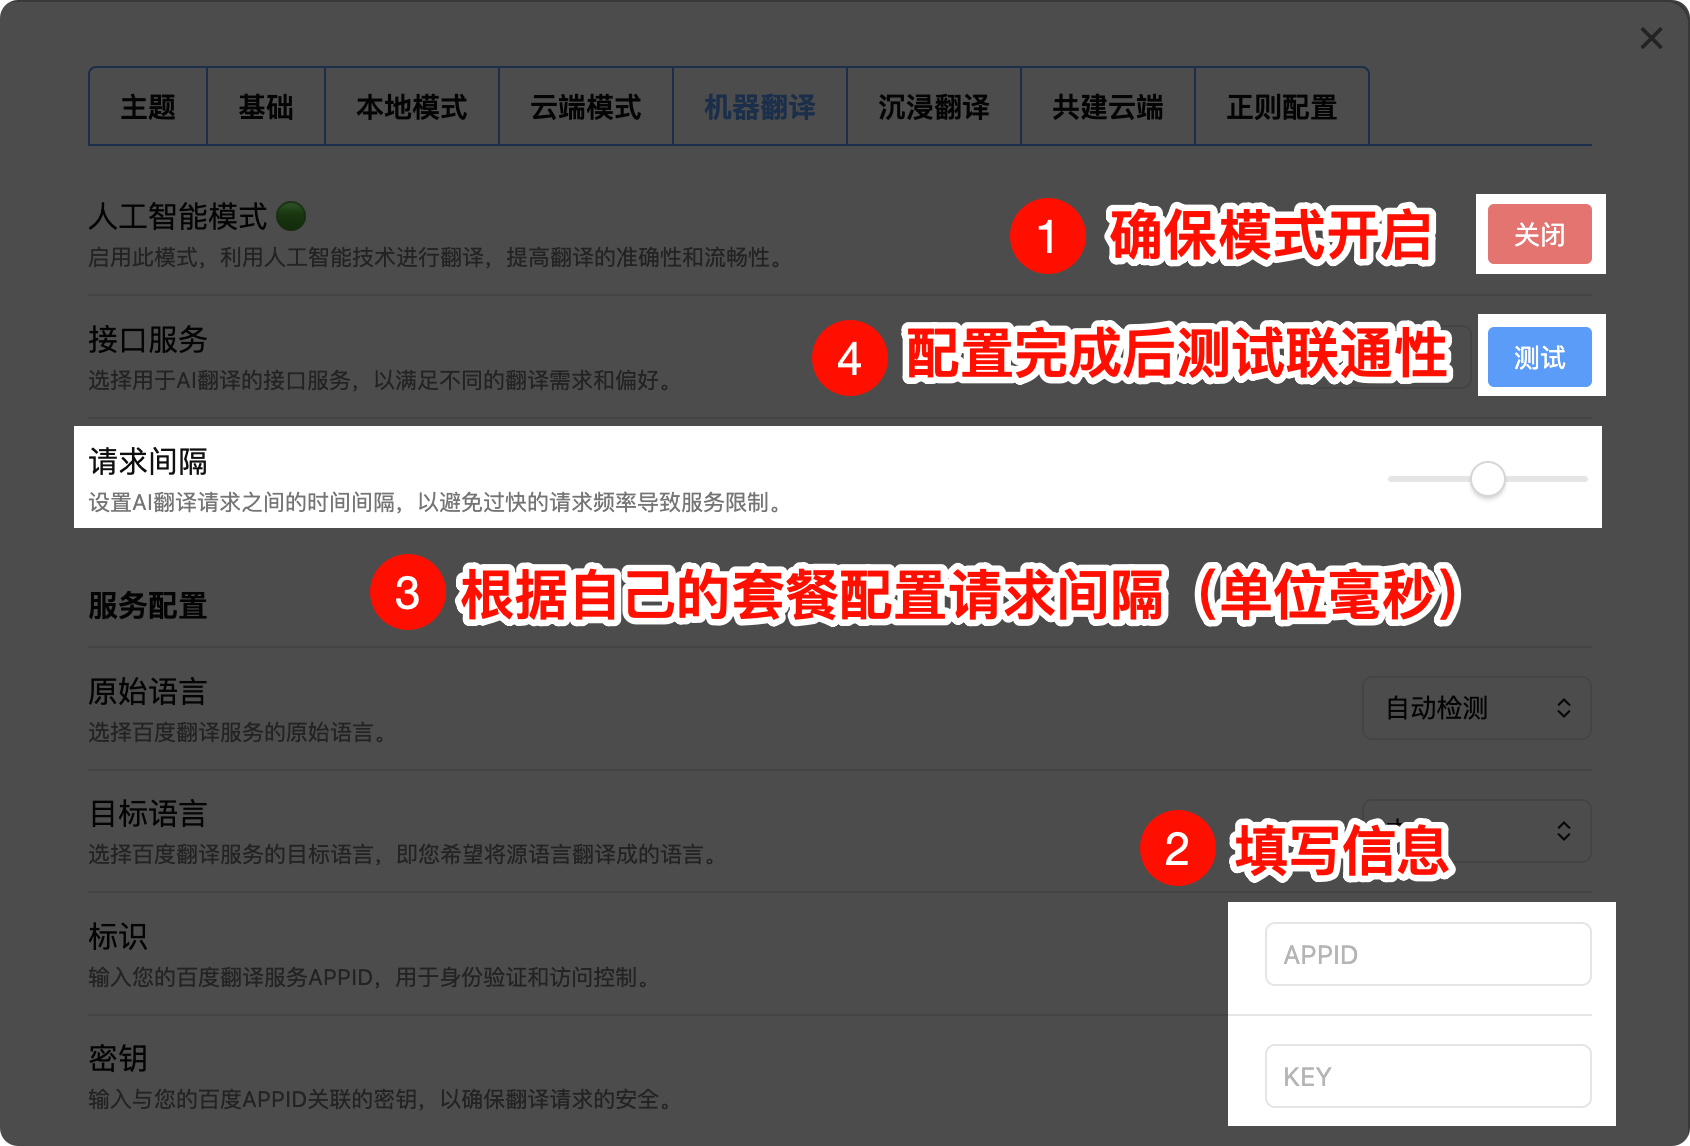 主题 基础 本地模式 云端模式 机器翻译 沉浸翻译 共建云端 正则配置
人工智能模式
启用此模式，利用人工智能技术进行翻译，提高翻译的准确性和流畅性。
1 确保模式开启 关闭
接口服务
选择用于AI翻译的接口服务，以满足不同的翻译需求和偏好。
4 配置完成后测试联通性 测试
请求间隔
设置AI翻译请求之间的时间间隔，以避免过快的请求频率导致服务限制。
3 根据自己的套餐配置请求间隔（单位毫秒）
服务配置
原始语言
选择百度翻译服务的原始语言。
自动检测
目标语言
选择百度翻译服务的目标语言，即您希望将源语言翻译成的语言。
2 填写信息
标识
输入您的百度翻译服务APPID，用于身份验证和访问控制。
APPID
密钥
输入与您的百度APPID关联的密钥，以确保翻译请求的安全。
KEY